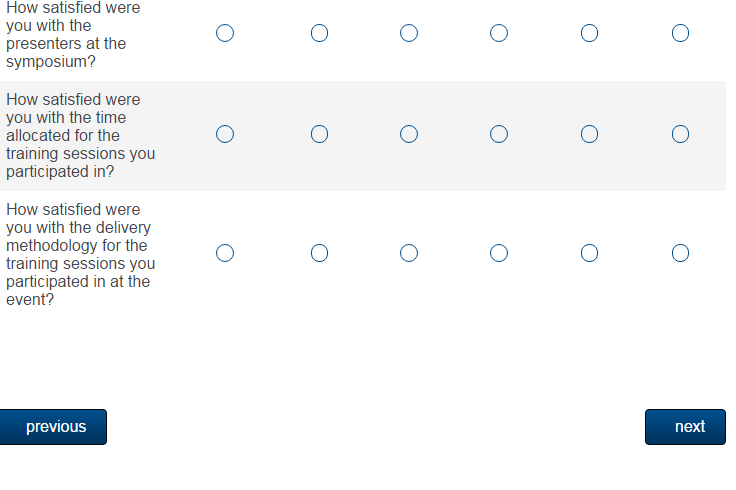 How satisfied were
you with the
presenters at the
symposium?
How satisfied were
you with the time
allocated for the
training sessions you
participated in?
How satisfied were
you with the delivery
methodology for the
training sessions you
participated in at the
event?
previous
next